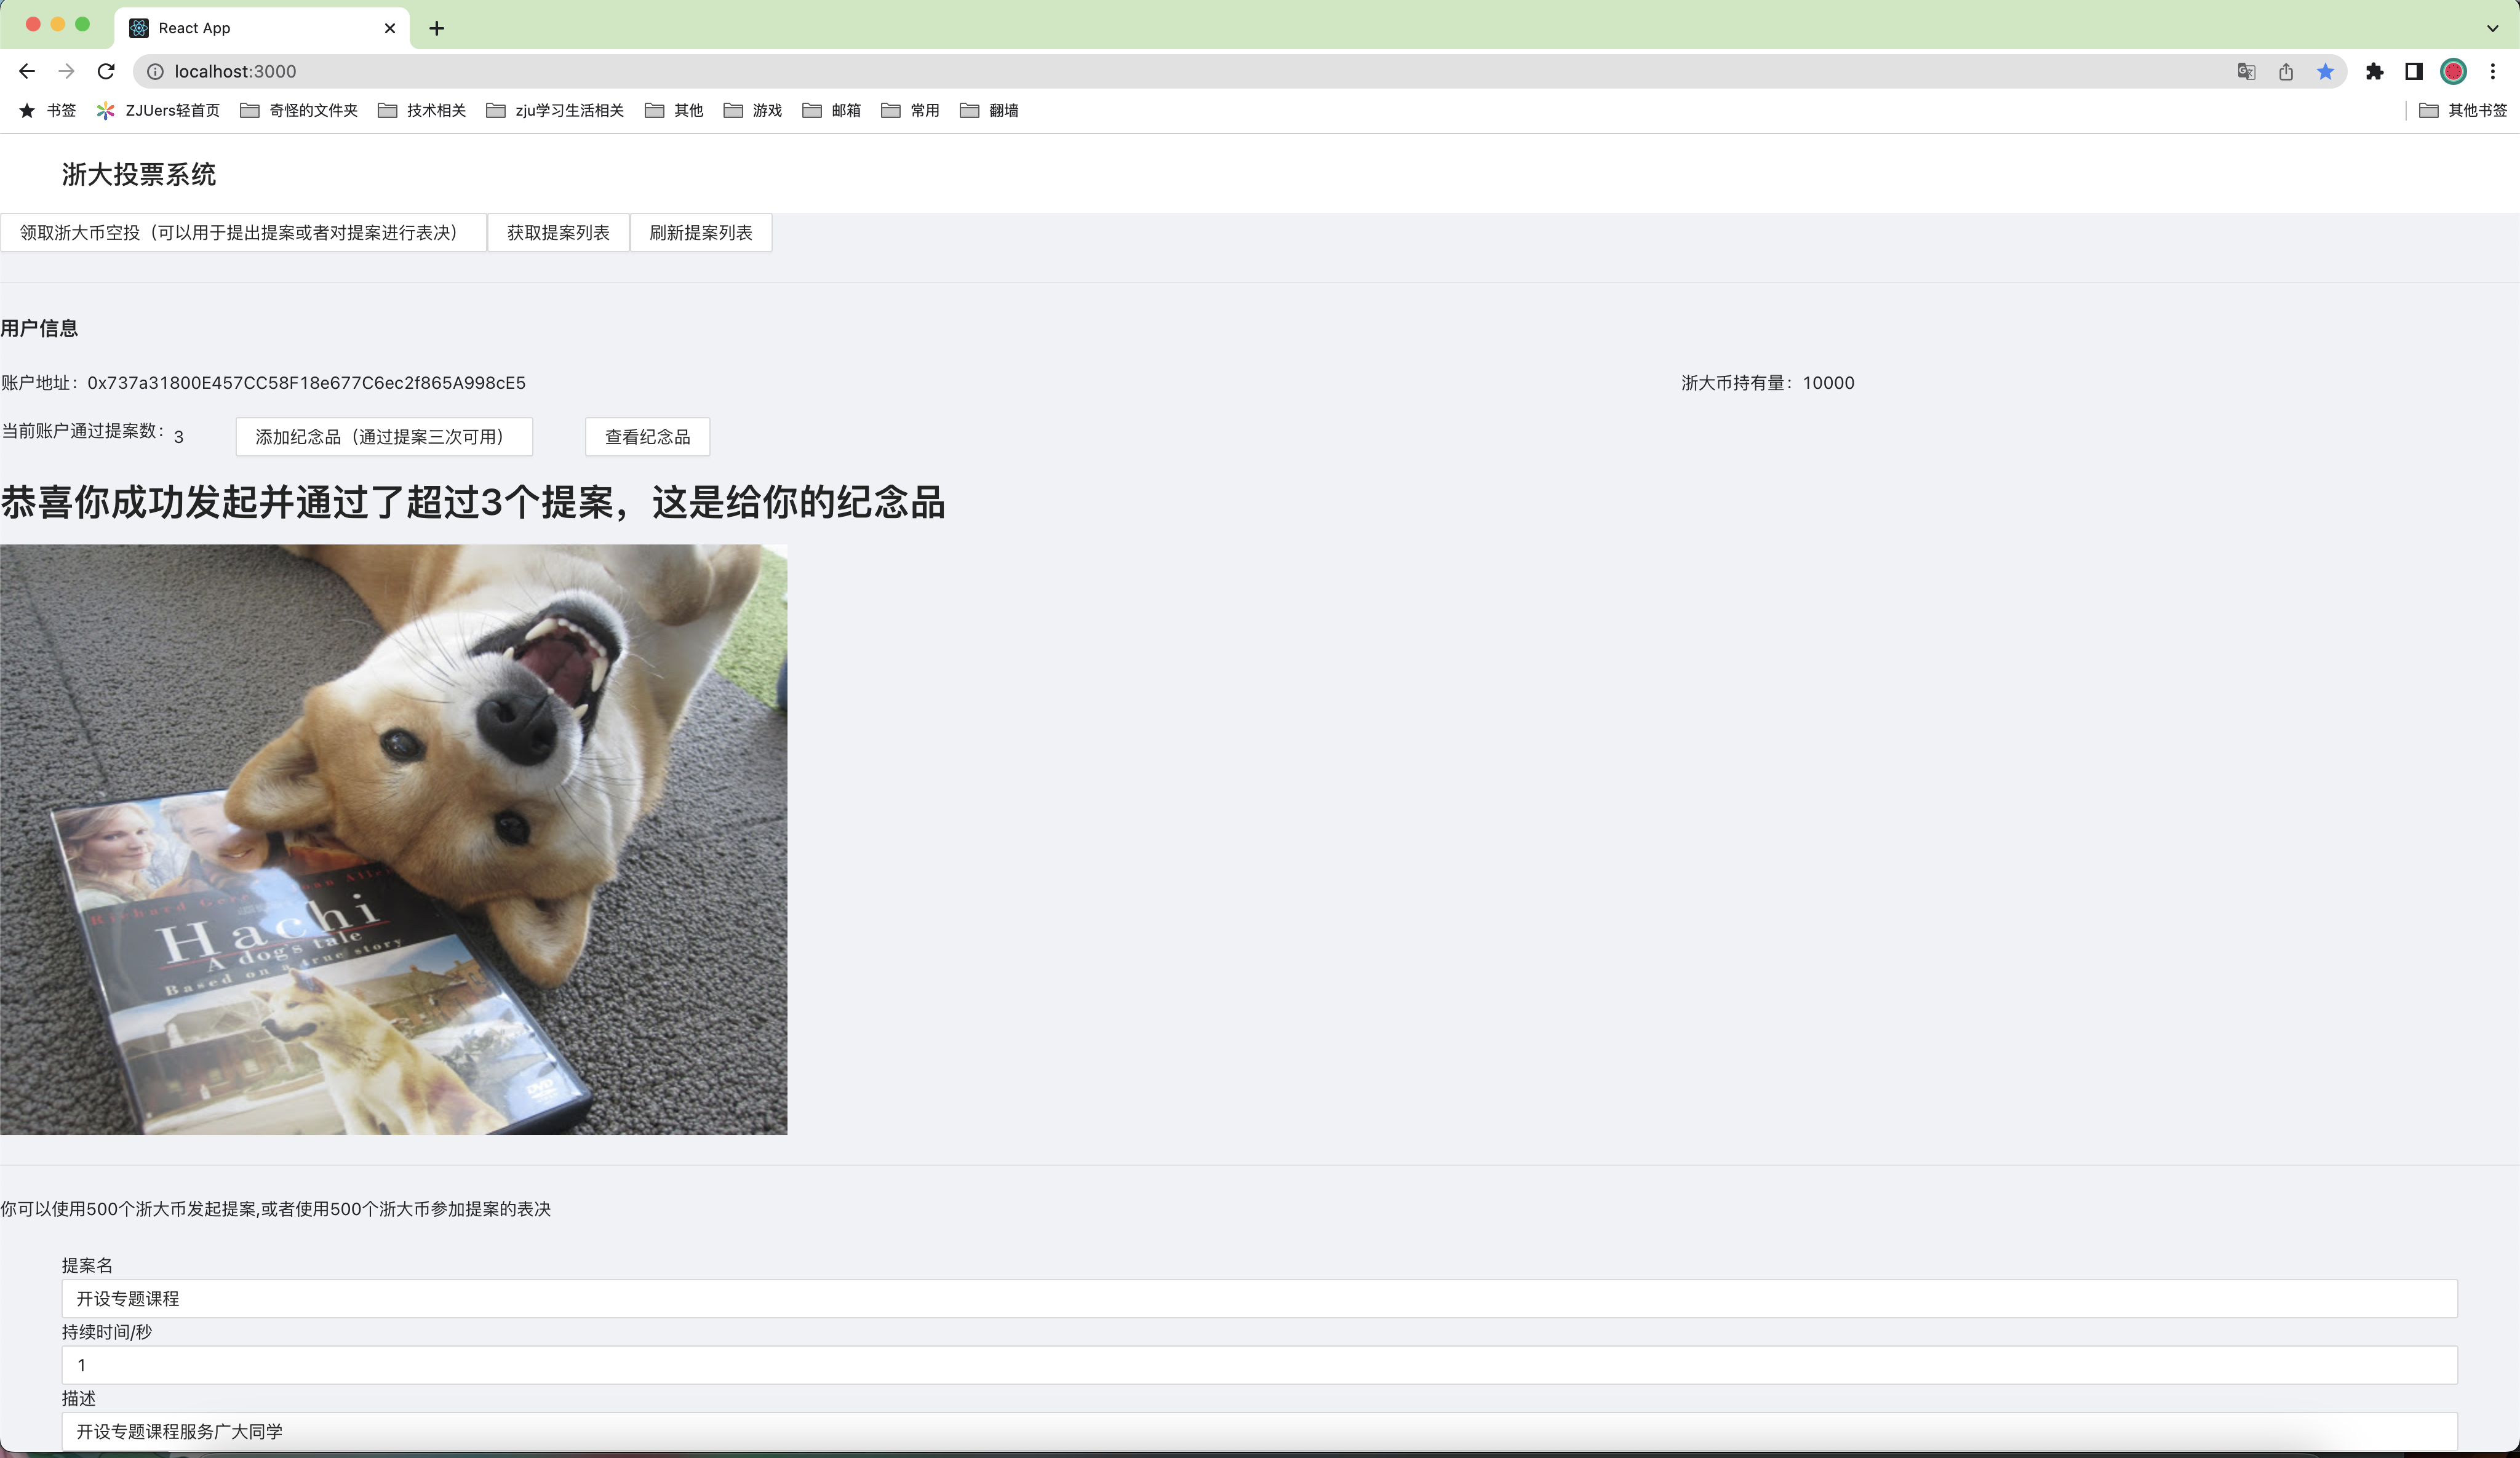 React App
localhost:3000
书签 ZJUers轻首页 奇怪的文件夹 技术相关 zju学习生活相关 其他 游戏 邮箱 常用 翻墙 其他书签
浙大投票系统
领取浙大币空投（可以用于提出提案或者对提案进行表决） 获取提案列表 刷新提案列表
用户信息
账户地址：0x737a31800E457CC58F18e677C6ec2f865A998cE5 浙大币持有量：10000
当前账户通过提案数：3 添加纪念品（通过提案三次可用） 查看纪念品
恭喜你成功发起并通过了超过3个提案，这是给你的纪念品
Richard Gere Joan Allen
Hachi
A dog's tale
Based on a true story
DVD
你可以使用500个浙大币发起提案,或者使用500个浙大币参加提案的表决
提案名
开设专题课程
持续时间/秒
1
描述
开设专题课程服务广大同学